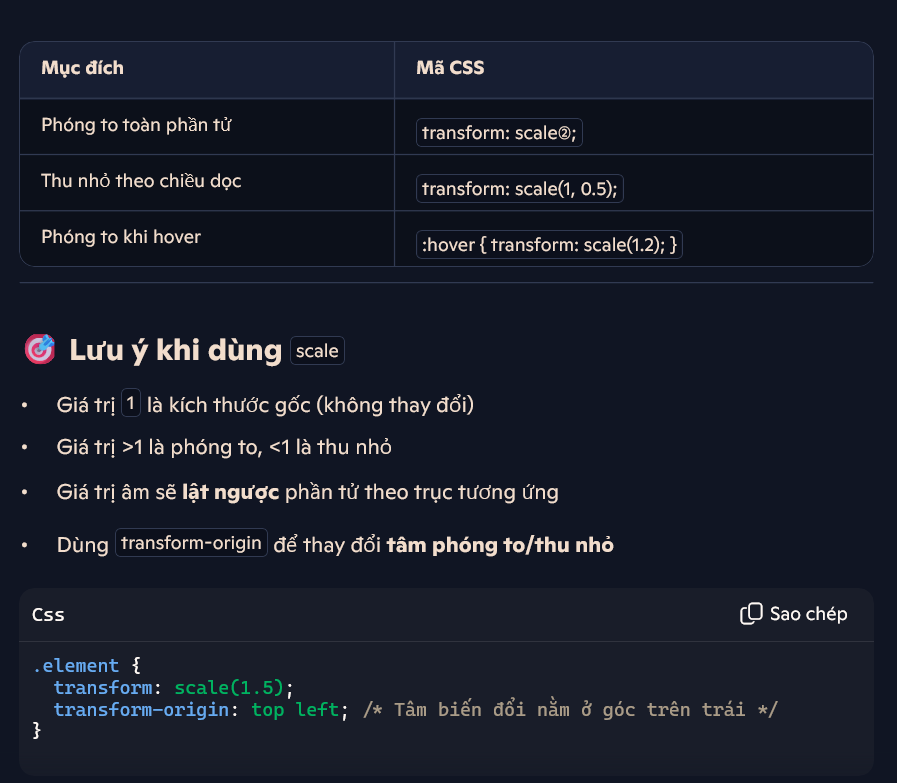 Mục đích
Mã CSS
Phóng to toàn phần tử
transform: scale②;
Thu nhỏ theo chiều dọc
transform: scale(1, 0.5);
Phóng to khi hover
:hover { transform: scale(1.2); }
Lưu ý khi dùng scale
• Giá trị 1 là kích thước gốc (không thay đổi)
• Giá trị >1 là phóng to, <1 là thu nhỏ
• Giá trị âm sẽ lật ngược phần tử theo trục tương ứng
• Dùng transform-origin để thay đổi tâm phóng to/thu nhỏ
Css
Sao chép
.element {
  transform: scale(1.5);
  transform-origin: top left; /* Tâm biến đổi nằm ở góc trên trái */
}